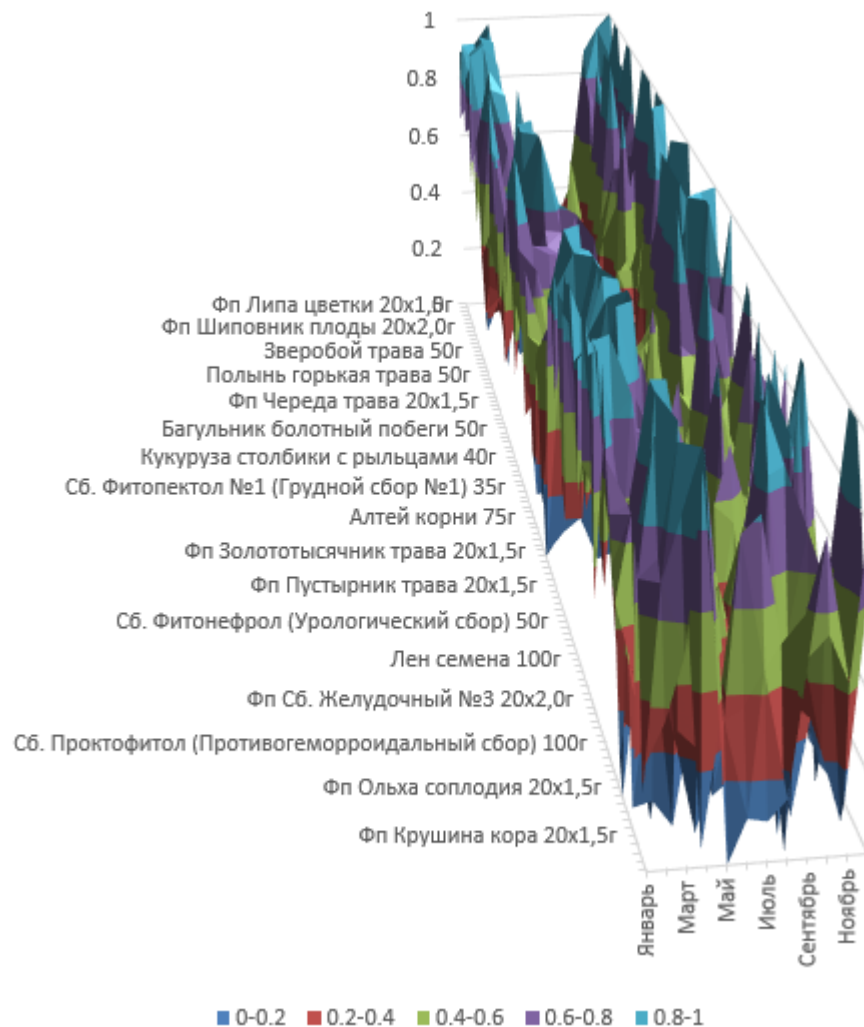 1
0.8
0.6
0.4
0.2
0
Фп Липа цветки 20х1,5г
Фп Шиповник плоды 20х2,0г
Зверобой трава 50г
Полынь горькая трава 50г
Фп Череда трава 20х1,5г
Багульник болотный побеги 50г
Кукуруза столбики с рыльцами 40г
Сб. Фитопектол №1 (Грудной сбор №1) 35г
Алтей корни 75г
Фп Золототысячник трава 20х1,5г
Фп Пустырник трава 20х1,5г
Сб. Фитонефрол (Урологический сбор) 50г
Лен семена 100г
Фп Сб. Желудочный №3 20х2,0г
Сб. Проктофитол (Противогеморроидальный сбор) 100г
Фп Ольха соплодия 20х1,5г
Фп Крушина кора 20х1,5г
Январь
Март
Май
Июль
Сентябрь
Ноябрь
0-0.2 0.2-0.4 0.4-0.6 0.6-0.8 0.8-1